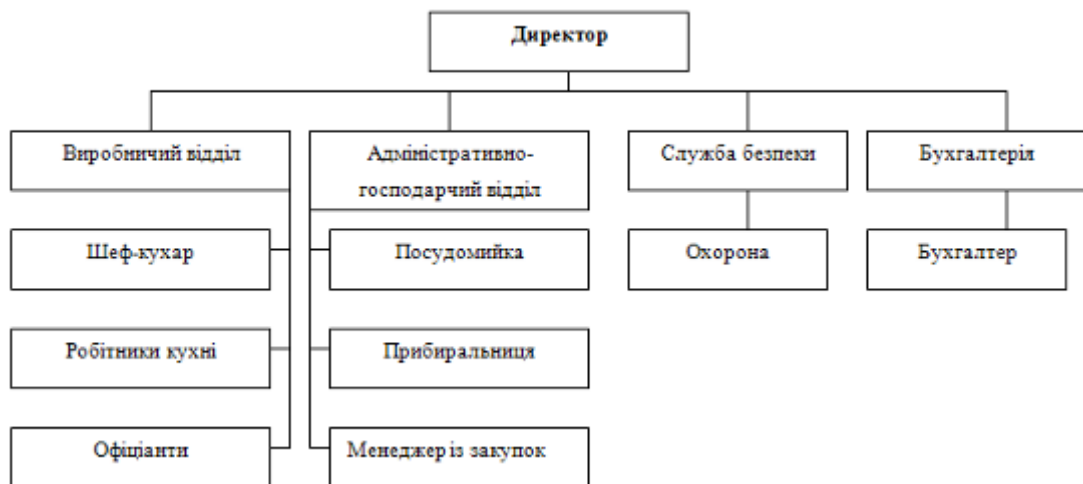 Директор
Виробничий відділ
Адміністративно-
господарчий відділ
Служба безпеки
Бухгалтерія
Шеф-кухар
Посудомийка
Охорона
Бухгалтер
Робітники кухні
Прибиральниця
Офіціанти
Менеджер із закупок